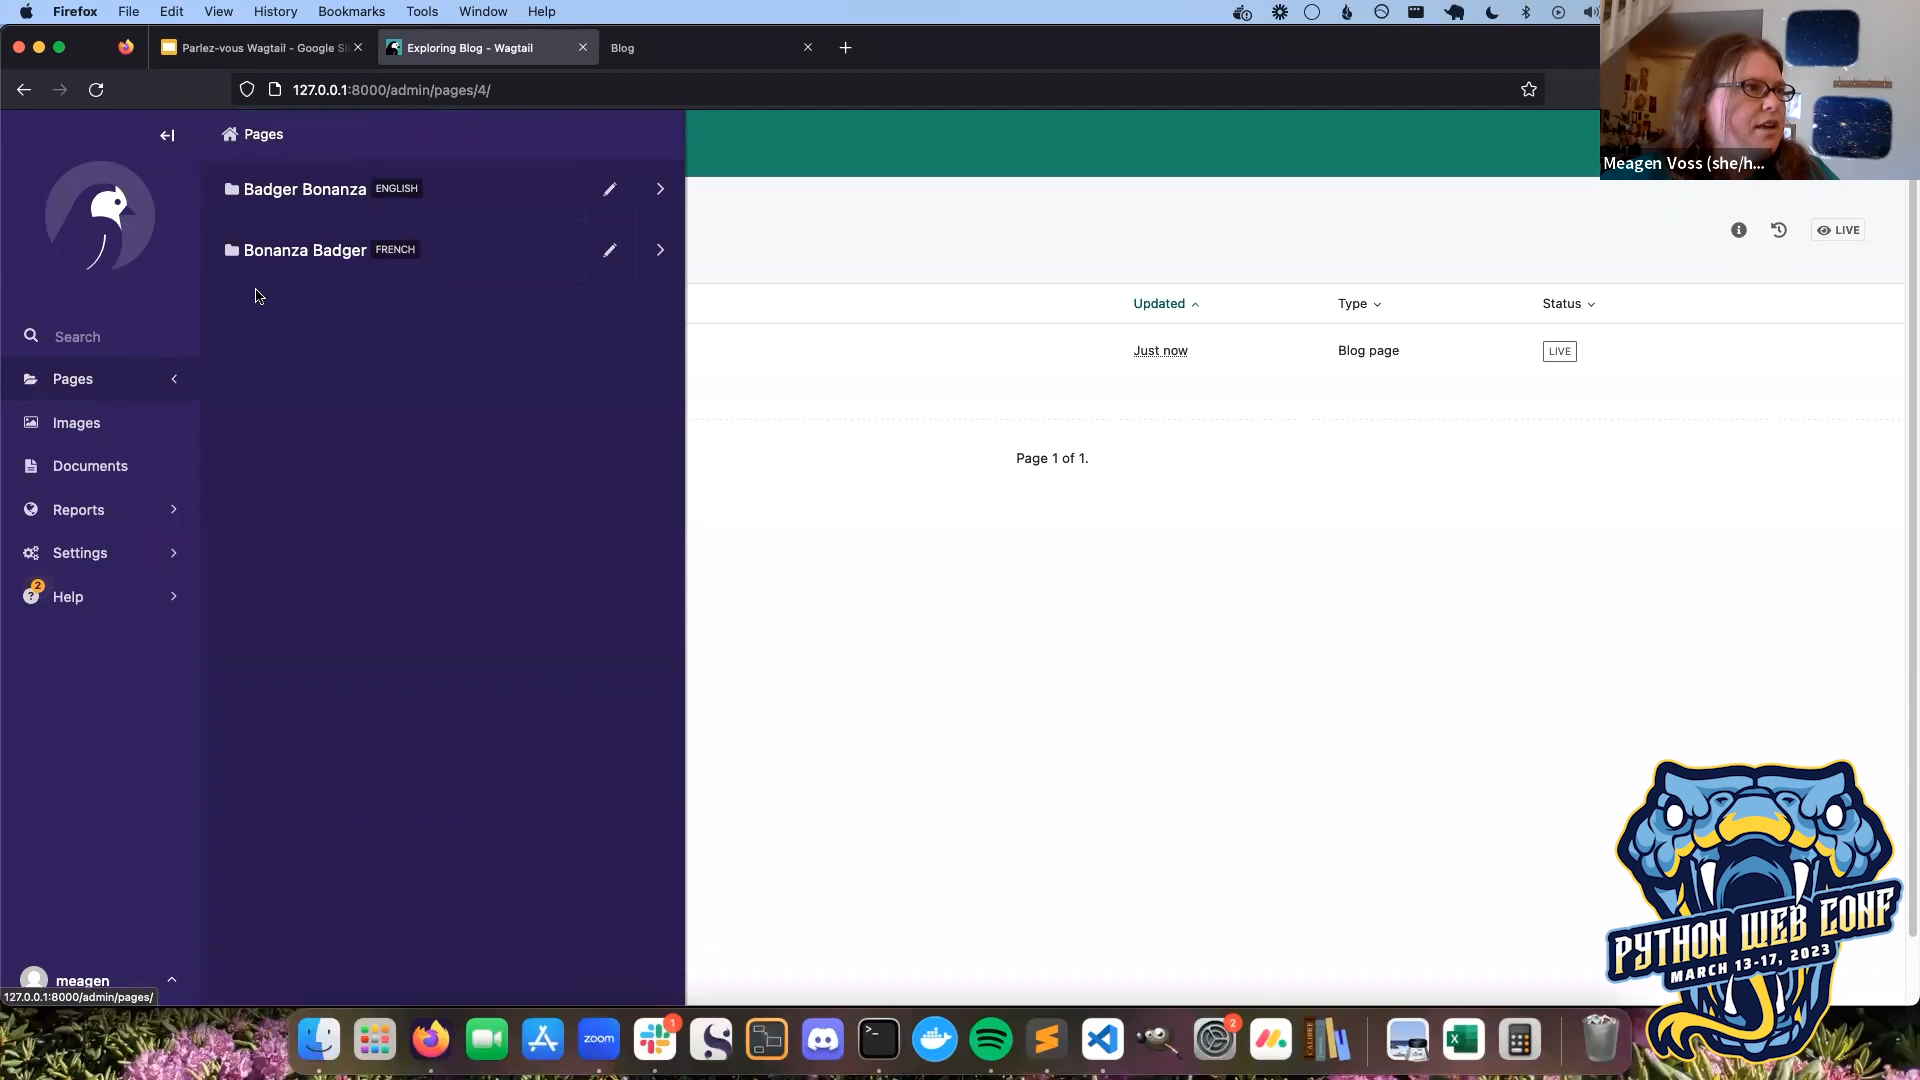 Firefox File Edit View History Bookmarks Tools Window Help
Parlez-vous Wagtail - Google Sl
Exploring Blog - Wagtail
Blog
127.0.0.1:8000/admin/pages/4/
Meagen Voss (she/h...
Pages
Badger Bonanza ENGLISH
Bonanza Badger FRENCH
Search
Pages
Images
Documents
Reports
Settings
2
Help
meagen
127.0.0.1:8000/admin/pages/
LIVE
Updated Type Status
Just now Blog page LIVE
Page 1 of 1.
PYTHON WEB CONF
MARCH 13-17, 2023
zoom
1
2
CALIBRE